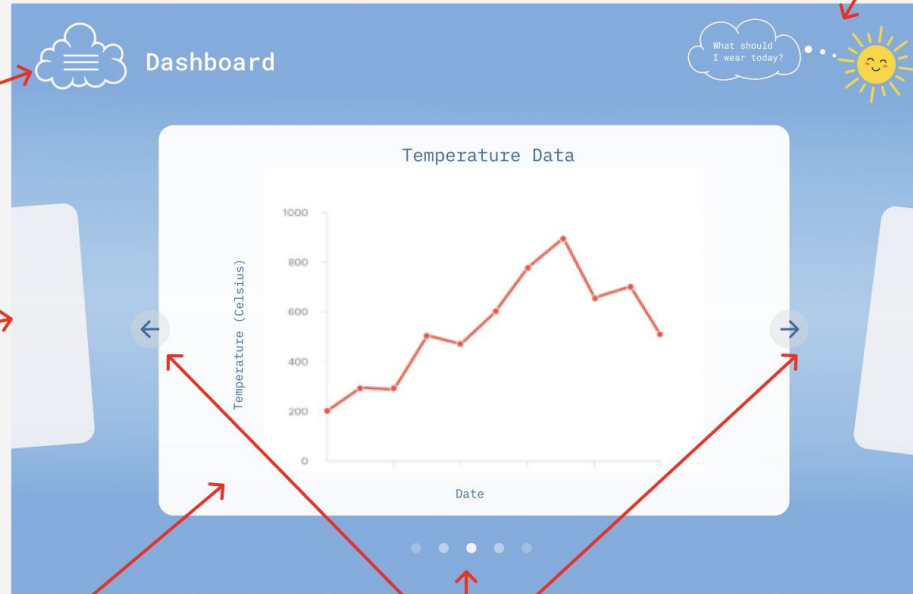 Dashboard
What should
I wear today?
Temperature Data
1000
800
600
400
200
0
Temperature (Celsius)
Date